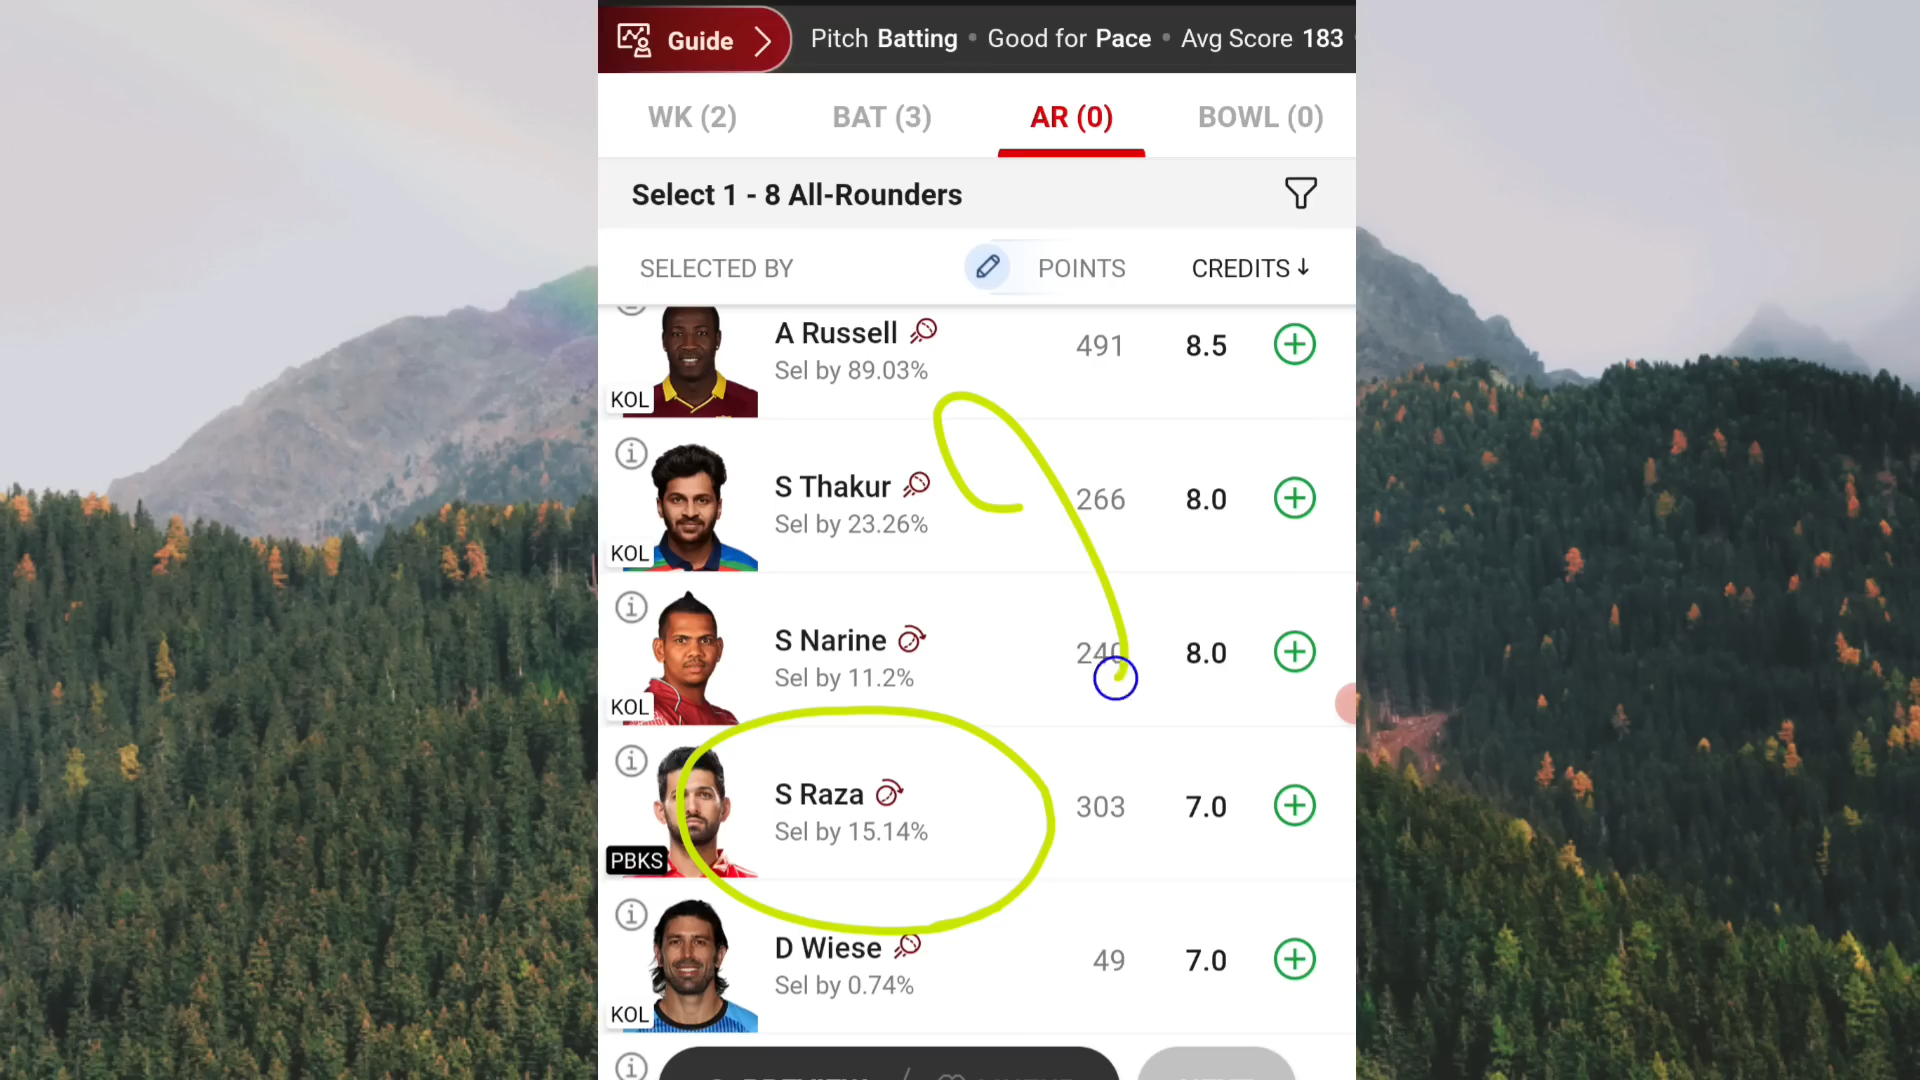 Guide Pitch Batting • Good for Pace • Avg Score 183
WK (2) BAT (3) AR (0) BOWL (0)
Select 1 - 8 All-Rounders
SELECTED BY POINTS CREDITS ↓
A Russell 491 8.5
Sel by 89.03%
KOL
S Thakur 266 8.0
Sel by 23.26%
KOL
S Narine 240 8.0
Sel by 11.2%
KOL
S Raza 303 7.0
Sel by 15.14%
PBKS
D Wiese 49 7.0
Sel by 0.74%
KOL